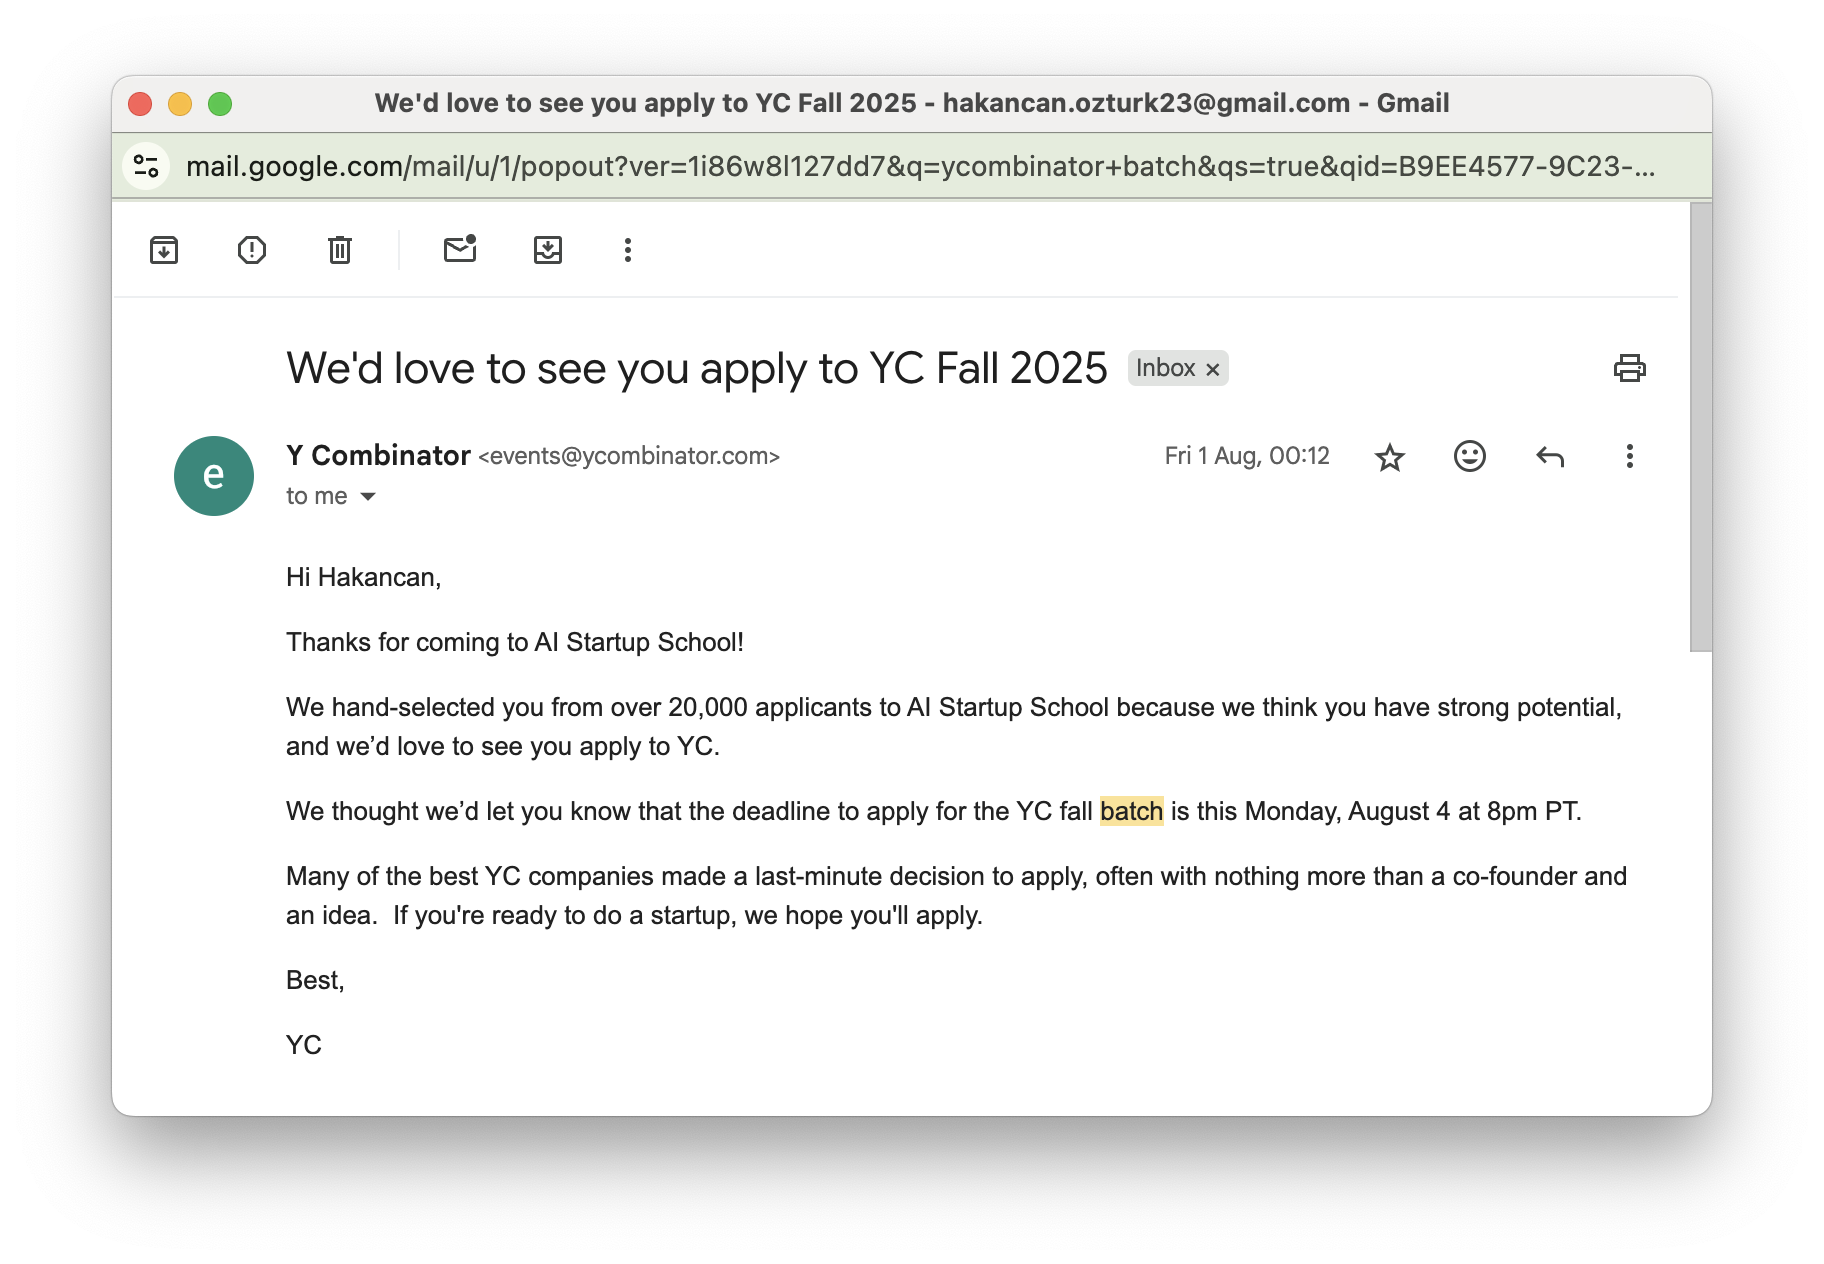 We'd love to see you apply to YC Fall 2025 - hakancan.ozturk23@gmail.com - Gmail
mail.google.com/mail/u/1/popout?ver=1i86w8l127dd7&q=ycombinator+batch&qs=true&qid=B9EE4577-9C23-...
We'd love to see you apply to YC Fall 2025 Inbox ×
e
Y Combinator <events@ycombinator.com> Fri 1 Aug, 00:12
to me
Hi Hakancan,
Thanks for coming to AI Startup School!
We hand-selected you from over 20,000 applicants to AI Startup School because we think you have strong potential,
and we’d love to see you apply to YC.
We thought we’d let you know that the deadline to apply for the YC fall batch is this Monday, August 4 at 8pm PT.
Many of the best YC companies made a last-minute decision to apply, often with nothing more than a co-founder and
an idea.  If you're ready to do a startup, we hope you'll apply.
Best,
YC